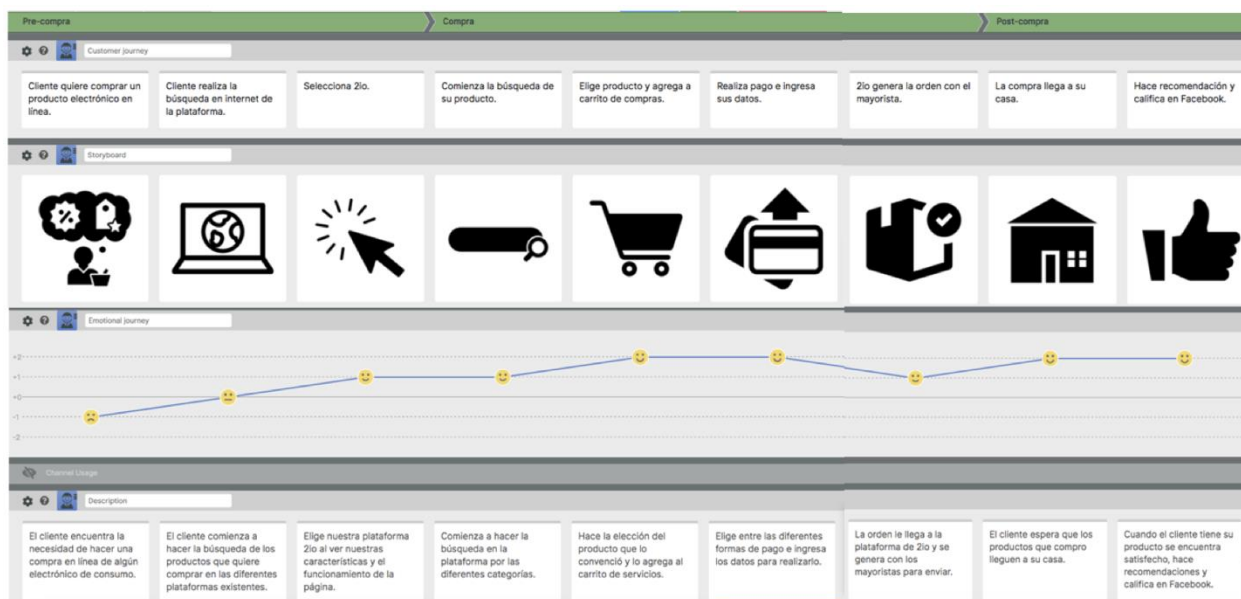 Pre-compra
Compra
Post-compra
Customer journey
Cliente quiere comprar un
producto electrónico en
línea.
Cliente realiza la
búsqueda en internet de
la plataforma.
Selecciona 2io.
Comienza la búsqueda de
su producto.
Elige producto y agrega a
carrito de compras.
Realiza pago e ingresa
sus datos.
2io genera la orden con el
mayorista.
La compra llega a su
casa.
Hace recomendación y
califica en Facebook.
Storyboard
Emotional journey
+2
+1
+0
-1
-2
Channel Usage
Description
El cliente encuentra la
necesidad de hacer una
compra en línea de algún
electrónico de consumo.
El cliente comienza a
hacer la búsqueda de los
productos que quiere
comprar en las diferentes
plataformas existentes.
Elige nuestra plataforma
2io al ver nuestras
características y el
funcionamiento de la
página.
Comienza a hacer la
búsqueda en la
plataforma por las
diferentes categorías.
Hace la elección del
producto que lo
convenció y lo agrega al
carrito de servicios.
Elige entre las diferentes
formas de pago e ingresa
los datos para realizarlo.
La orden le llega a la
plataforma de 2io y se
genera con los
mayoristas para enviar.
El cliente espera que los
productos que compro
lleguen a su casa.
Cuando el cliente tiene su
producto se encuentra
satisfecho, hace
recomendaciones y
califica en Facebook.